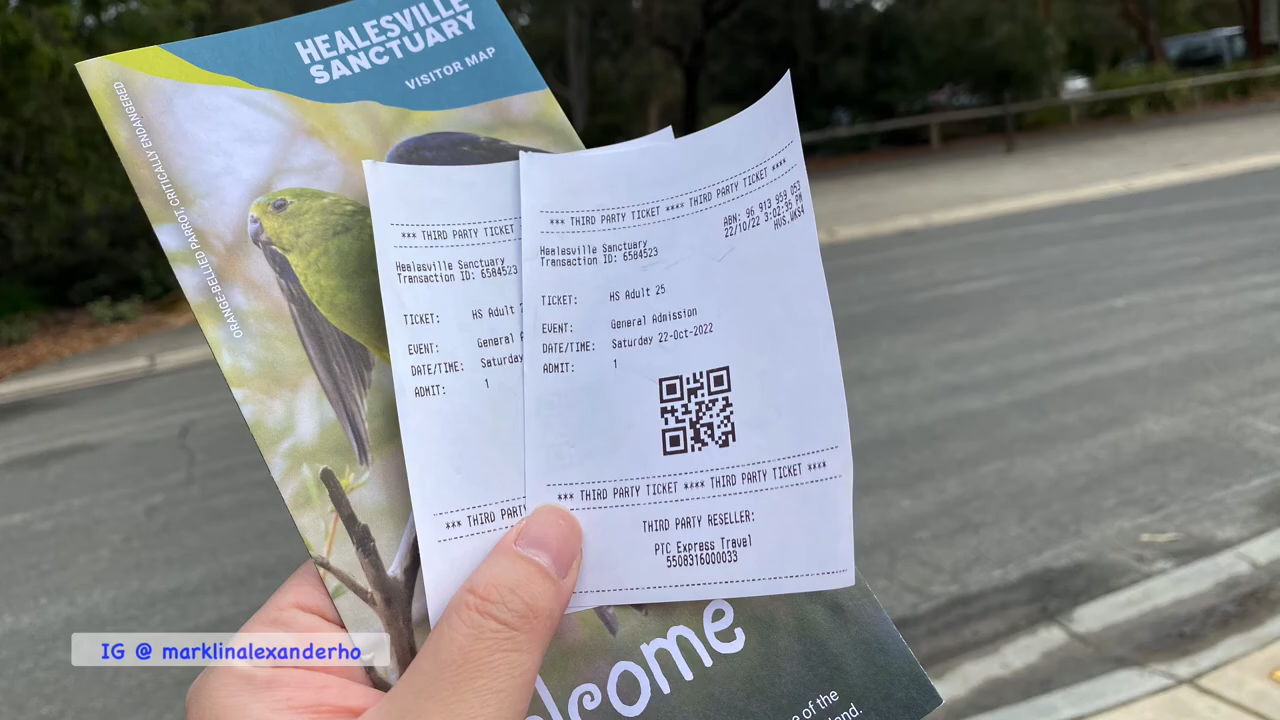 HEALESVILLE
SANCTUARY
VISITOR MAP
ORANGE-BELLIED PARROT, CRITICALLY ENDANGERED
*** THIRD PARTY TICKET
Healesville Sanctuary
Transaction ID: 6584523
TICKET: HS Adult
EVENT: General
DATE/TIME: Saturday
ADMIT: 1
*** THIRD PARTY
*** THIRD PARTY TICKET **** THIRD PARTY TICKET ****
ABN: 96 913 959 053
22/10/22 3:02:35 PM
HVS.WKS4
Healesville Sanctuary
Transaction ID: 6584523
TICKET: HS Adult 25
EVENT: General Admission
DATE/TIME: Saturday 22-Oct-2022
ADMIT: 1
*** THIRD PARTY TICKET **** THIRD PARTY TICKET ****
THIRD PARTY RESELLER:
PTC Express Travel
5508316000033
elcome
e of the
land.
IG @ marklinalexanderho